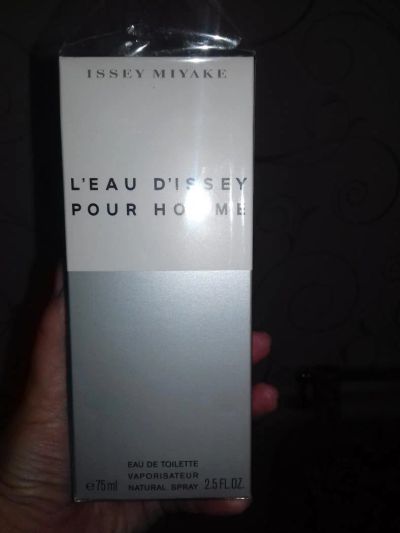 ISSEY MIYAKE
L'EAU D'ISSEY
POUR HOMME
EAU DE TOILETTE
VAPORISATEUR
℮ 75 ml NATURAL SPRAY 2.5 FL.OZ.